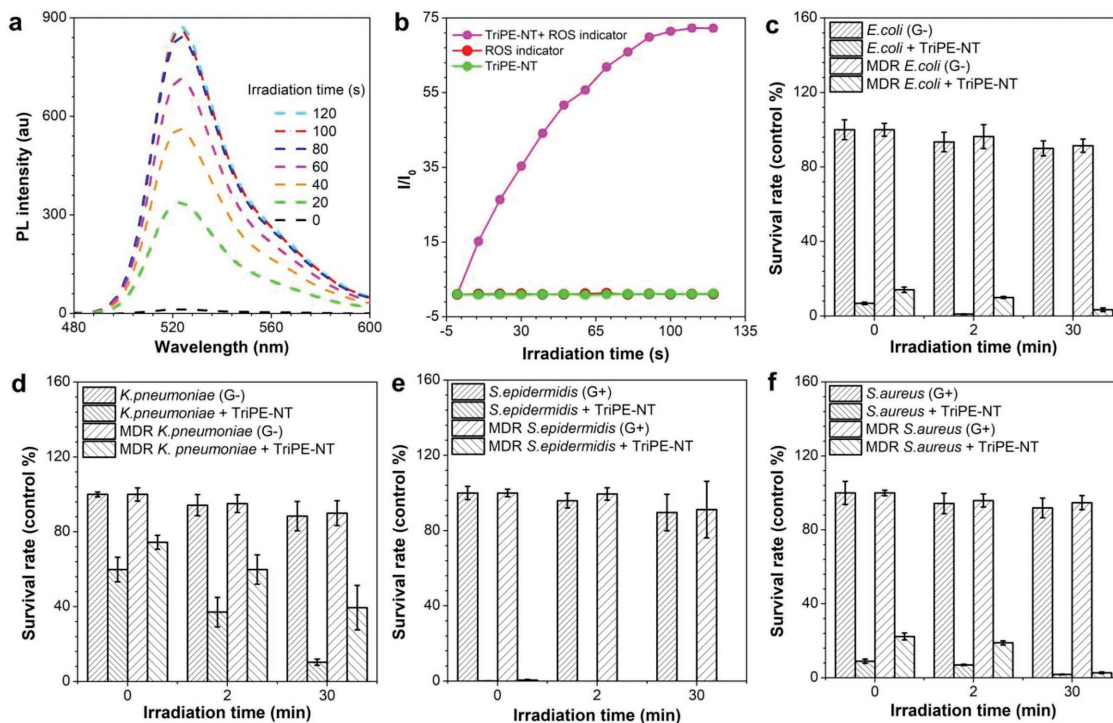 a
900
600
300
0
PL intensity (au)
Irradiation time (s)
120
100
80
60
40
20
0
480 520 560 600
Wavelength (nm)
b
75
55
35
15
-5
I/I0
TriPE-NT+ ROS indicator
ROS indicator
TriPE-NT
-5 30 65 100 135
Irradiation time (s)
c
160
120
80
40
0
Survival rate (control %)
E.coli (G-)
E.coli + TriPE-NT
MDR E.coli (G-)
MDR E.coli + TriPE-NT
0 2 30
Irradiation time (min)
d
160
120
80
40
0
Survival rate (control %)
K.pneumoniae (G-)
K.pneumoniae + TriPE-NT
MDR K.pneumoniae (G-)
MDR K. pneumoniae + TriPE-NT
0 2 30
Irradiation time (min)
e
160
120
80
40
0
Survival rate (control %)
S.epidermidis (G+)
S.epidermidis + TriPE-NT
MDR S.epidermidis (G+)
MDR S.epidermidis + TriPE-NT
0 2 30
Irradiation time (min)
f
160
120
80
40
0
Survival rate (control %)
S.aureus (G+)
S.aureus + TriPE-NT
MDR S.aureus (G+)
MDR S.aureus + TriPE-NT
0 2 30
Irradiation time (min)